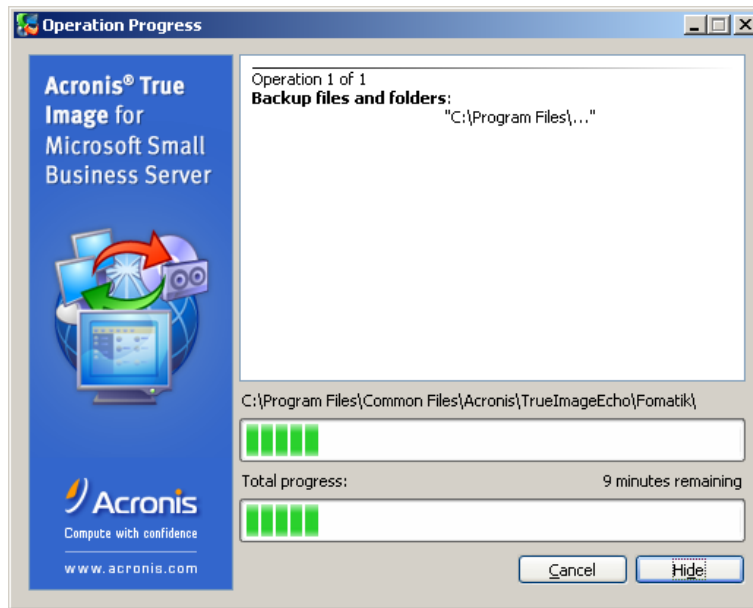 Operation Progress
Acronis® True
Image for
Microsoft Small
Business Server
Acronis
Compute with confidence
www.acronis.com
Operation 1 of 1
Backup files and folders:
"C:\Program Files\..."
C:\Program Files\Common Files\Acronis\TrueImageEcho\Fomatik\
Total progress:
9 minutes remaining
Cancel
Hide